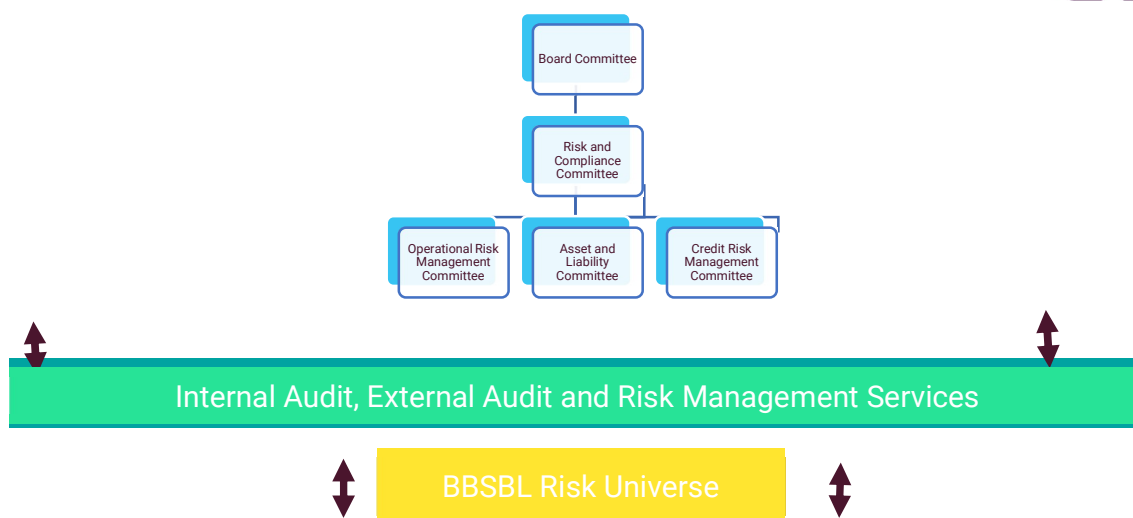 Board Committee
Risk and
Compliance
Committee
Operational Risk
Management
Committee
Asset and
Liability
Committee
Credit Risk
Management
Committee
Internal Audit, External Audit and Risk Management Services
BBSBL Risk Universe